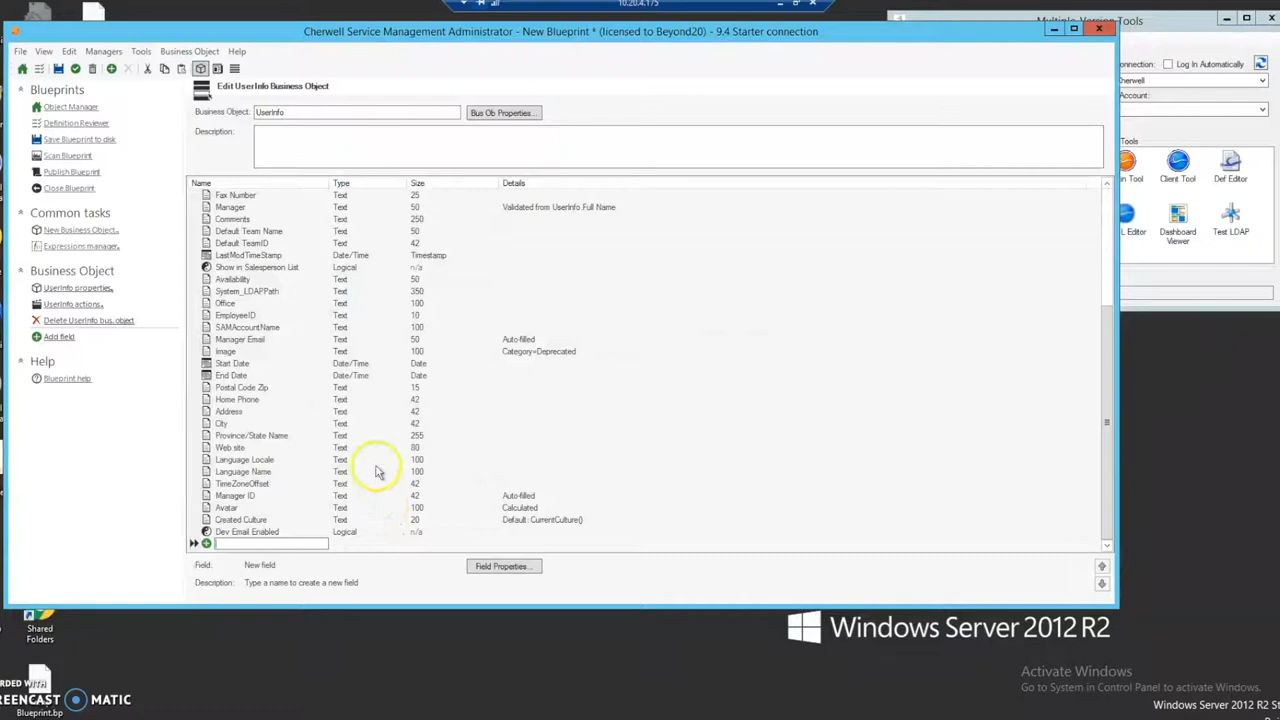 10.20.4.175
Cherwell Service Management Administrator - New Blueprint * (licensed to Beyond20) - 9.4 Starter connection
Multiple Version Tools
File View Edit Managers Tools Business Object Help
Blueprints
Object Manager
Definition Reviewer
Save Blueprint to disk
Scan Blueprint
Publish Blueprint
Close Blueprint
Common tasks
New Business Object...
Expressions manager...
Business Object
UserInfo properties...
UserInfo actions...
Delete UserInfo bus. object
Add field
Help
Blueprint help
Edit UserInfo Business Object
Business Object: UserInfo Bus Ob Properties...
Description:
Name Type Size Details
Fax Number Text 25
Manager Text 50 Validated from UserInfo.Full Name
Comments Text 250
Default Team Name Text 50
Default TeamID Text 42
LastModTimeStamp Date/Time Timestamp
Show in Salesperson List Logical n/a
Availability Text 50
System_LDAPPath Text 350
Office Text 100
EmployeeID Text 10
SAMAccountName Text 100
Manager Email Text 50 Auto-filled
Image Text 100 Category=Deprecated
Start Date Date/Time Date
End Date Date/Time Date
Postal Code Zip Text 15
Home Phone Text 42
Address Text 42
City Text 42
Province/State Name Text 255
Web site Text 80
Language Locale Text 100
Language Name Text 100
TimeZoneOffset Text 42
Manager ID Text 42 Auto-filled
Avatar Text 100 Calculated
Created Culture Text 20 Default: CurrentCulture()
Dev Email Enabled Logical n/a
Field: New field Field Properties...
Description: Type a name to create a new field
onnection: Log In Automatically
Cherwell
Account:
Tools
n Tool Client Tool Def Editor
L Editor Dashboard Viewer Test LDAP
Shared
Folders
Windows Server 2012 R2
Activate Windows
Go to System in Control Panel to activate Windows.
Windows Server 2012 R2 S
RDED WITH
REENCAST MATIC
Blueprint.bp